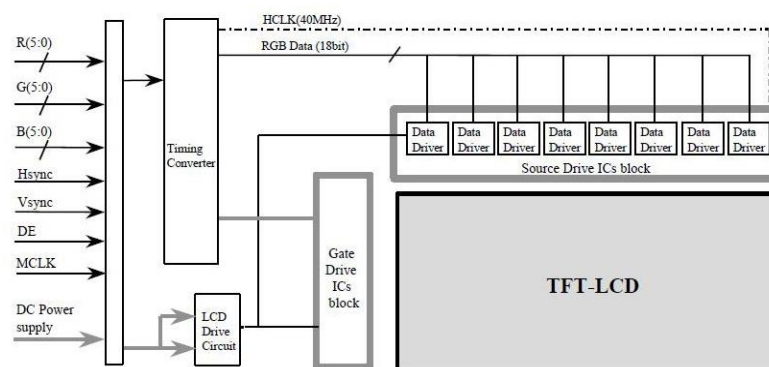 HCLK(40MHz)
RGB Data (18bit)
R(5:0)
G(5:0)
B(5:0)
Hsync
Vsync
DE
MCLK
DC Power
supply
Timing
Converter
LCD
Drive
Circuit
Gate
Drive
ICs
block
Data
Driver
Data
Driver
Data
Driver
Data
Driver
Data
Driver
Data
Driver
Data
Driver
Data
Driver
Source Drive ICs block
TFT-LCD